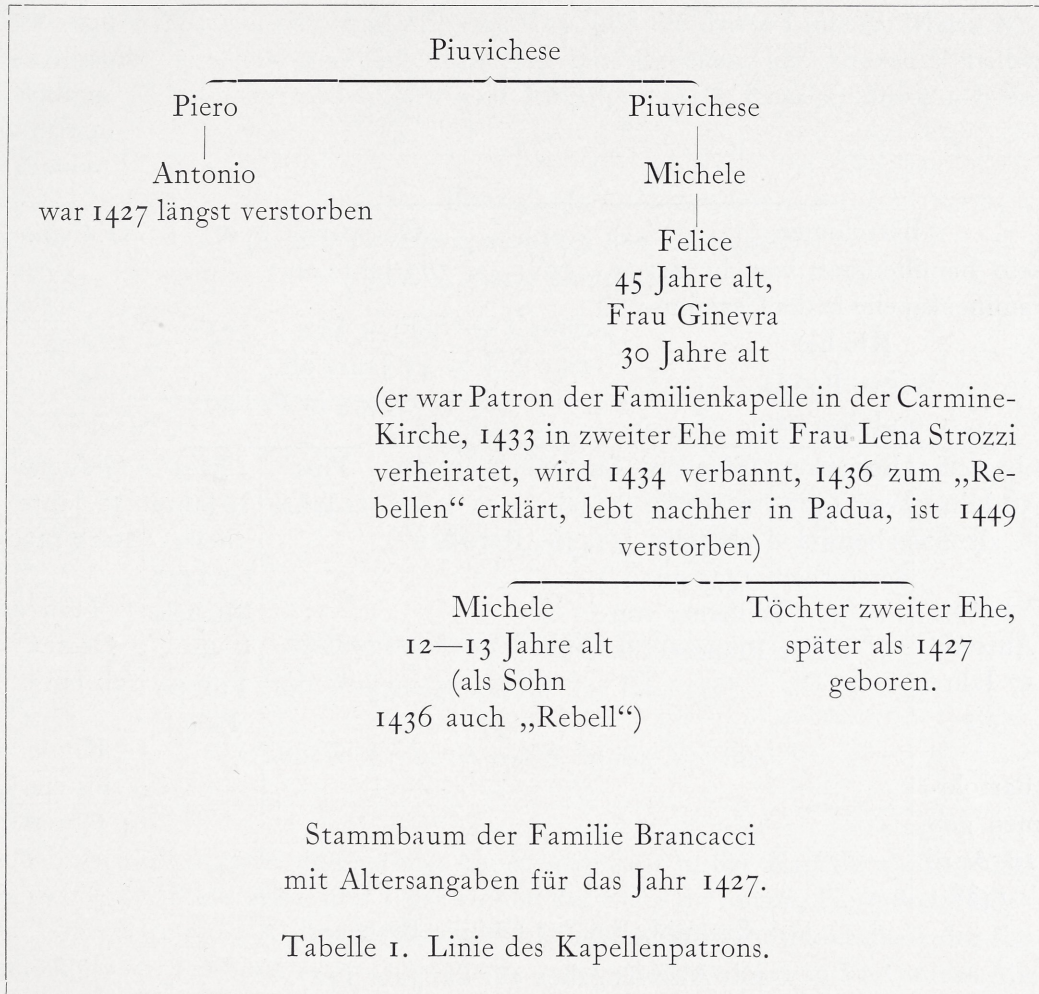 Piuvichese
Piero Piuvichese
Antonio Michele
war 1427 längst verstorben
Felice
45 Jahre alt,
Frau Ginevra
30 Jahre alt
(er war Patron der Familienkapelle in der Carmine-
Kirche, 1433 in zweiter Ehe mit Frau Lena Strozzi
verheiratet, wird 1434 verbannt, 1436 zum „Re-
bellen“ erklärt, lebt nachher in Padua, ist 1449
verstorben)
Michele
12—13 Jahre alt
(als Sohn
1436 auch „Rebell“)
Töchter zweiter Ehe,
später als 1427
geboren.
Stammbaum der Familie Brancacci
mit Altersangaben für das Jahr 1427.
Tabelle 1. Linie des Kapellenpatrons.